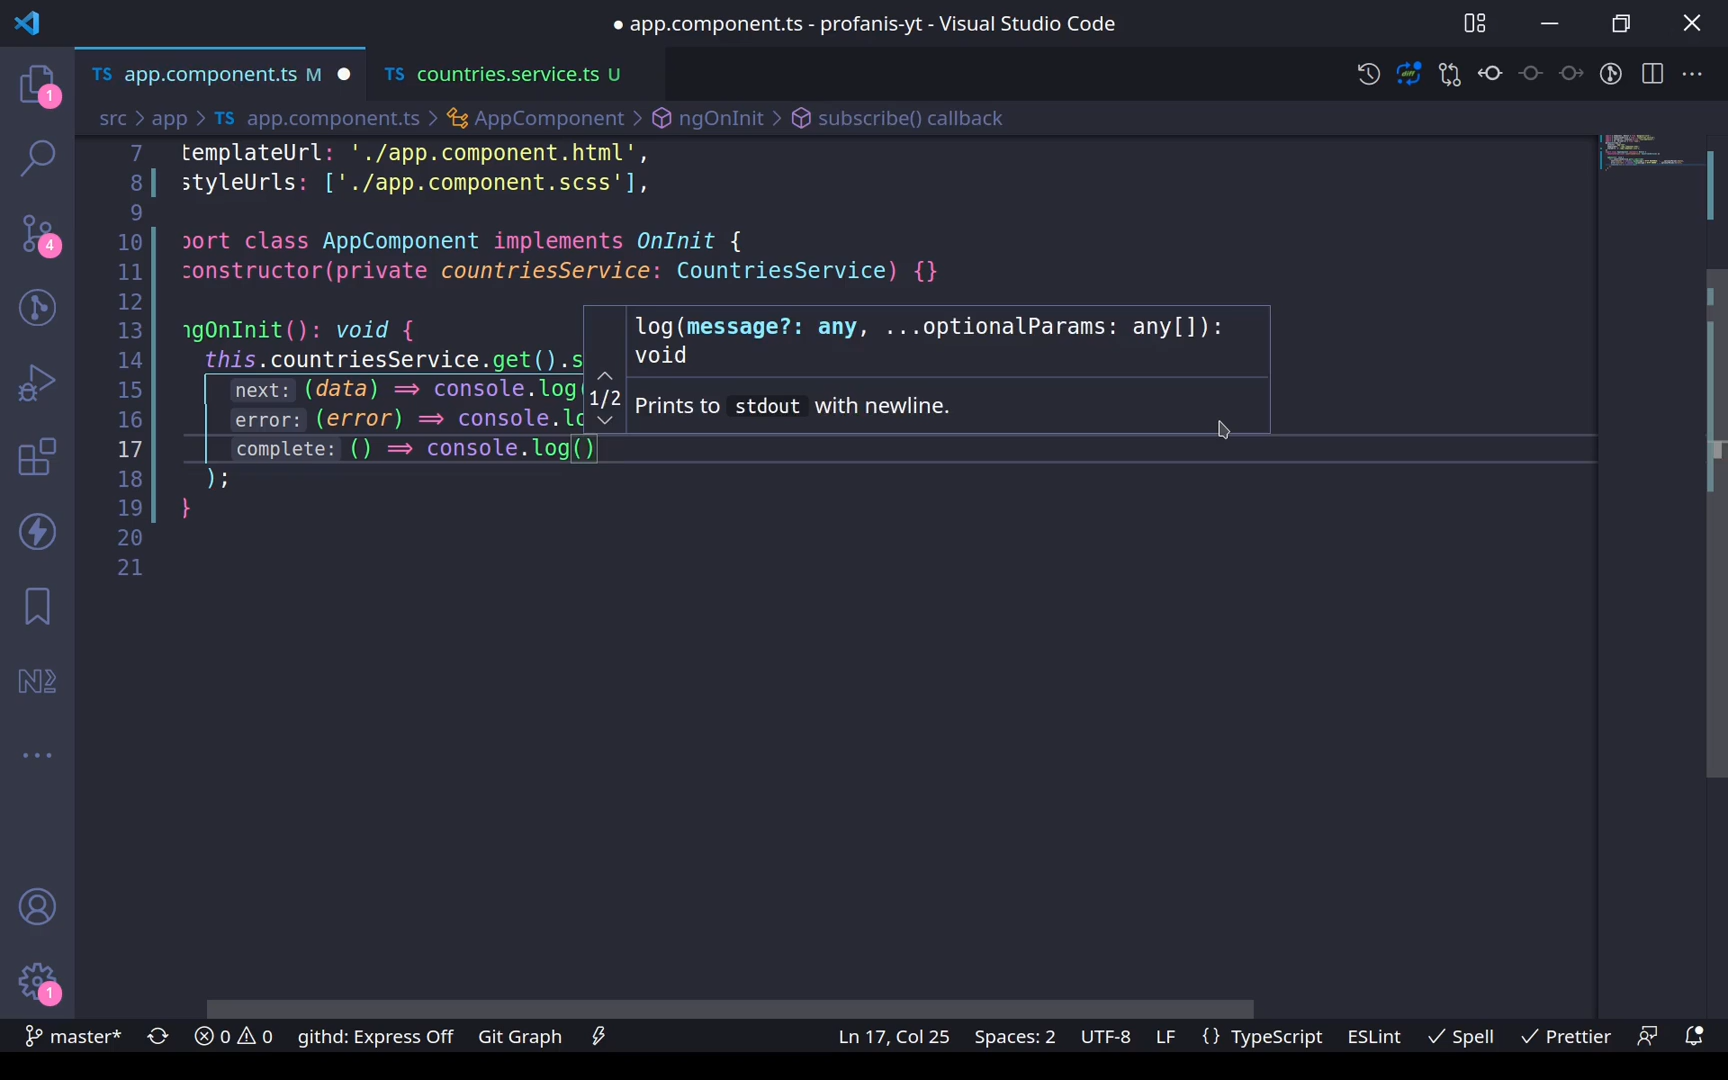 ● app.component.ts - profanis-yt - Visual Studio Code
TS app.component.ts M ●
TS countries.service.ts U
src > app > TS app.component.ts > AppComponent > ngOnInit > subscribe() callback
7 templateUrl: './app.component.html',
8 styleUrls: ['./app.component.scss'],
9
10 port class AppComponent implements OnInit {
11 constructor(private countriesService: CountriesService) {}
12
13 ngOnInit(): void {
14 this.countriesService.get().s
15 next: (data) => console.log(
16 error: (error) => console.lo
17 complete: () => console.log()
18 );
19 }
20
21
log(message?: any, ...optionalParams: any[]):
void
1/2
Prints to stdout with newline.
1
4
1
master*
0 0
githd: Express Off
Git Graph
Ln 17, Col 25
Spaces: 2
UTF-8
LF
{ } TypeScript
ESLint
Spell
Prettier